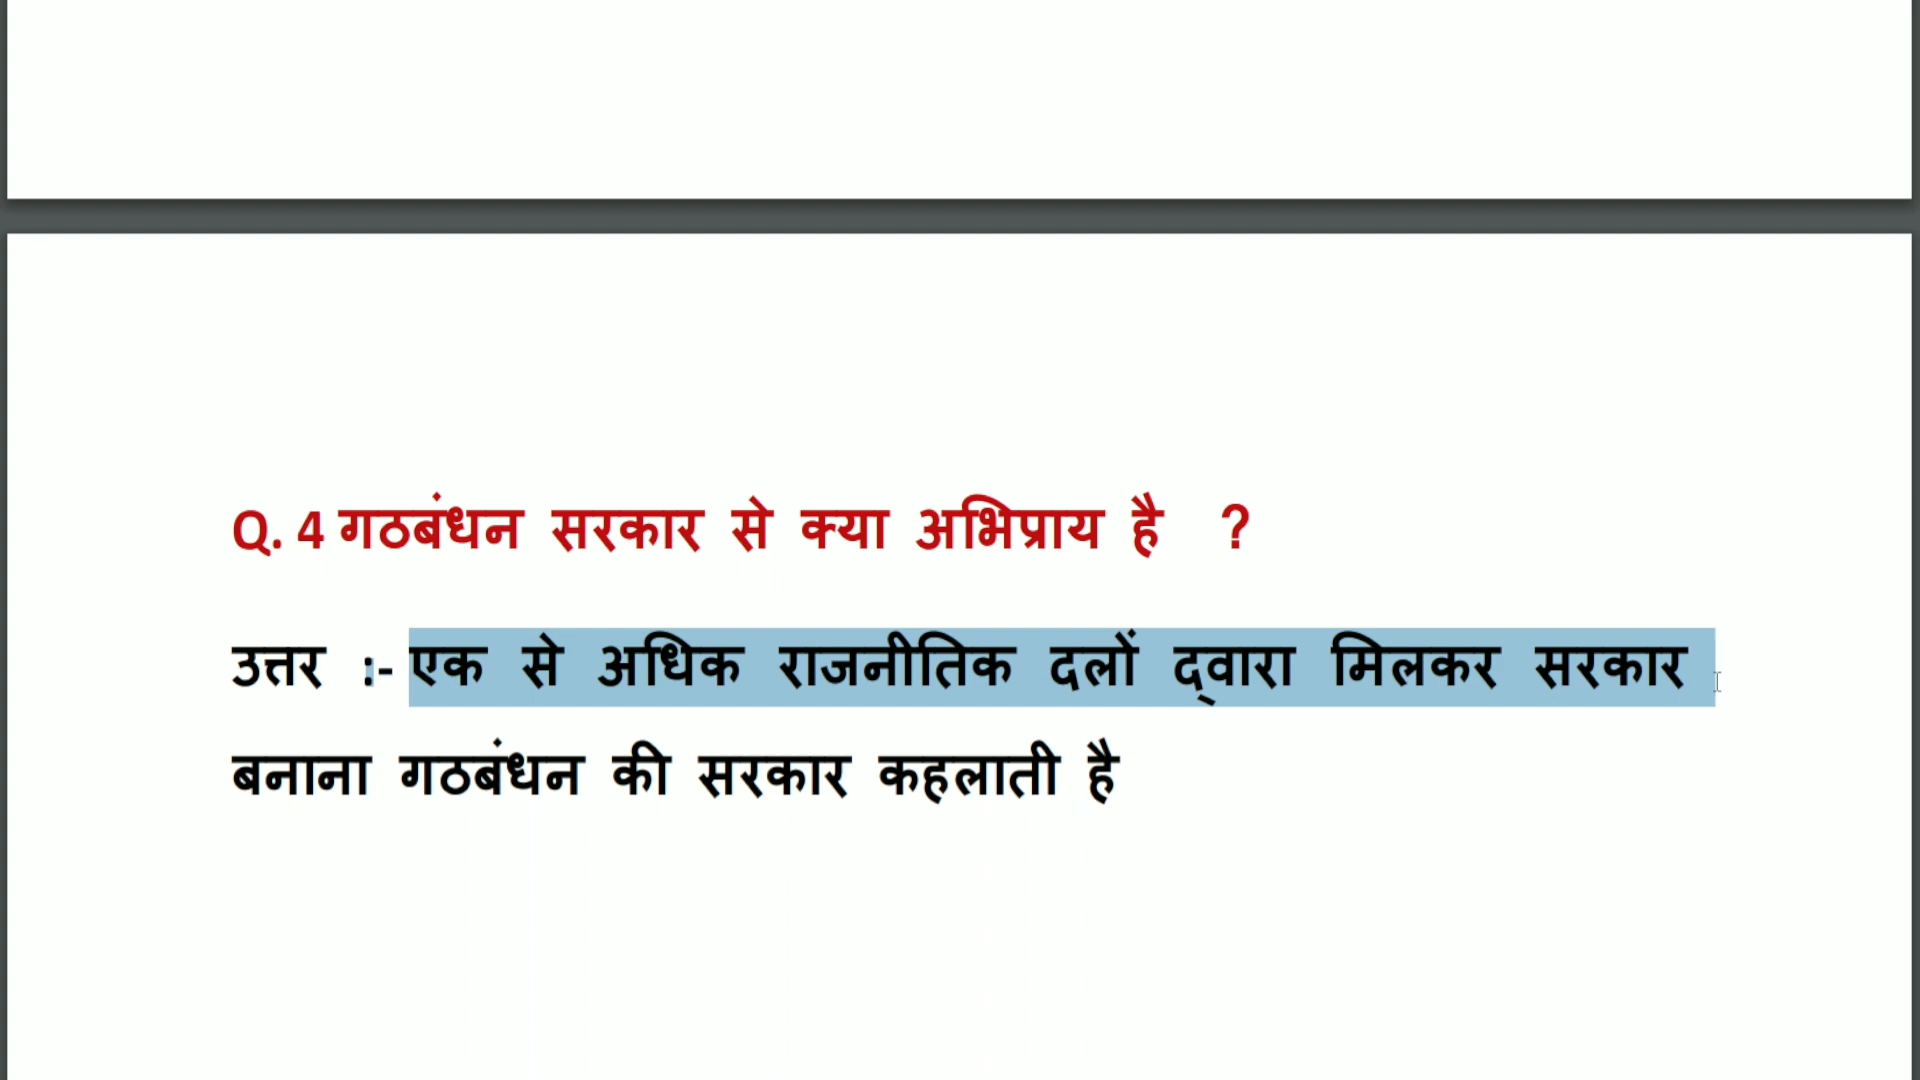 Q. 4 गठबंधन सरकार से क्या अभिप्राय है ?
उत्तर :- एक से अधिक राजनीतिक दलों द्वारा मिलकर सरकार
बनाना गठबंधन की सरकार कहलाती है